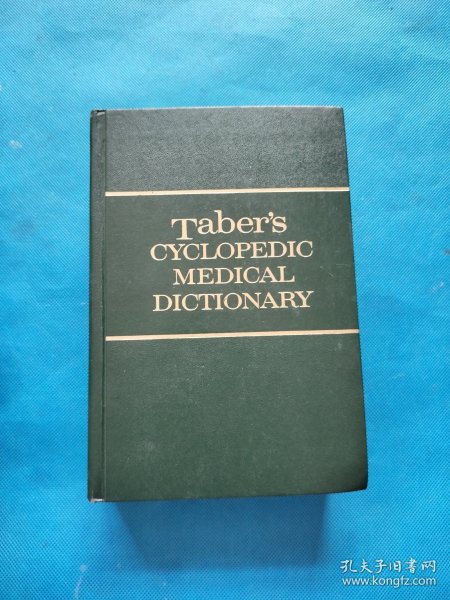 Taber's
CYCLOPEDIC
MEDICAL
DICTIONARY
孔夫子旧书网
www.kongfz.com